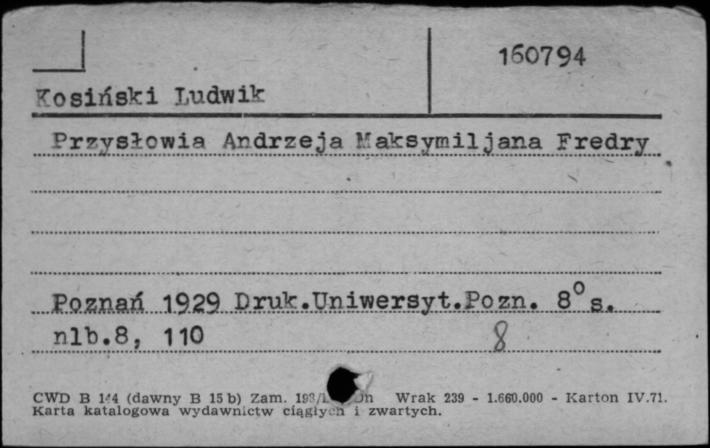 160794
Kosiński Ludwik
Przysłowia Andrzeja Maksymiljana Fredry
Poznań 1929 Druk.Uniwersyt.Pozn. 8° s.
nlb.8, 110
8
CWD B 144 (dawny B 15 b) Zam. Wrak 239 - 1.660.000 - Karton IV.71.
Karta katalogowa wydawnictw ciągłych i zwartych.